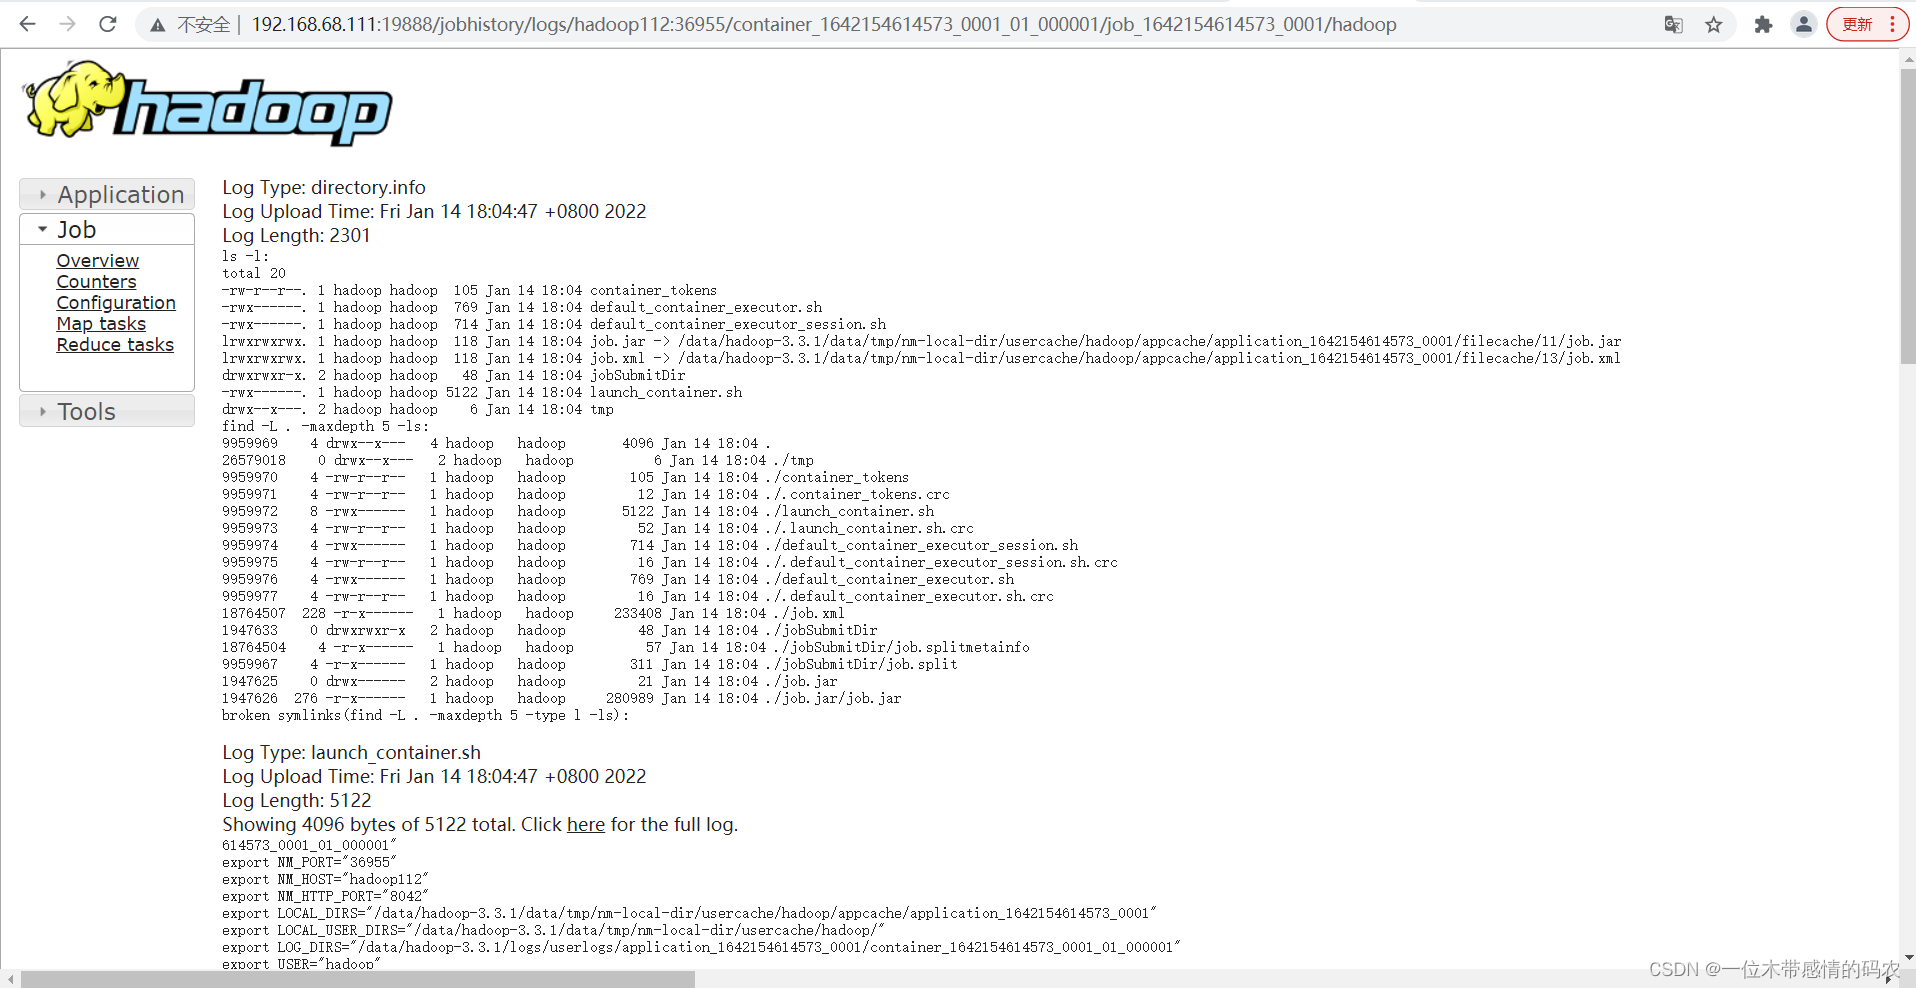 不安全 | 192.168.68.111:19888/jobhistory/logs/hadoop112:36955/container_1642154614573_0001_01_000001/job_1642154614573_0001/hadoop
更新
hadoop
Application
Job
Overview
Counters
Configuration
Map tasks
Reduce tasks
Tools
Log Type: directory.info
Log Upload Time: Fri Jan 14 18:04:47 +0800 2022
Log Length: 2301
ls -l:
total 20
-rw-r--r--. 1 hadoop hadoop  105 Jan 14 18:04 container_tokens
-rwx------. 1 hadoop hadoop  769 Jan 14 18:04 default_container_executor.sh
-rwx------. 1 hadoop hadoop  714 Jan 14 18:04 default_container_executor_session.sh
lrwxrwxrwx. 1 hadoop hadoop  118 Jan 14 18:04 job.jar -> /data/hadoop-3.3.1/data/tmp/nm-local-dir/usercache/hadoop/appcache/application_1642154614573_0001/filecache/11/job.jar
lrwxrwxrwx. 1 hadoop hadoop  118 Jan 14 18:04 job.xml -> /data/hadoop-3.3.1/data/tmp/nm-local-dir/usercache/hadoop/appcache/application_1642154614573_0001/filecache/13/job.xml
drwxrwxr-x. 2 hadoop hadoop   48 Jan 14 18:04 jobSubmitDir
-rwx------. 1 hadoop hadoop 5122 Jan 14 18:04 launch_container.sh
drwx--x---. 2 hadoop hadoop    6 Jan 14 18:04 tmp
find -L . -maxdepth 5 -ls:
9959969    4 drwx--x---   4 hadoop   hadoop       4096 Jan 14 18:04 .
26579018    0 drwx--x---   2 hadoop   hadoop          6 Jan 14 18:04 ./tmp
9959970    4 -rw-r--r--   1 hadoop   hadoop        105 Jan 14 18:04 ./container_tokens
9959971    4 -rw-r--r--   1 hadoop   hadoop         12 Jan 14 18:04 ./.container_tokens.crc
9959972    8 -rwx------   1 hadoop   hadoop       5122 Jan 14 18:04 ./launch_container.sh
9959973    4 -rw-r--r--   1 hadoop   hadoop         52 Jan 14 18:04 ./.launch_container.sh.crc
9959974    4 -rwx------   1 hadoop   hadoop        714 Jan 14 18:04 ./default_container_executor_session.sh
9959975    4 -rw-r--r--   1 hadoop   hadoop         16 Jan 14 18:04 ./.default_container_executor_session.sh.crc
9959976    4 -rwx------   1 hadoop   hadoop        769 Jan 14 18:04 ./default_container_executor.sh
9959977    4 -rw-r--r--   1 hadoop   hadoop         16 Jan 14 18:04 ./.default_container_executor.sh.crc
18764507  228 -r-x------   1 hadoop   hadoop     233408 Jan 14 18:04 ./job.xml
1947633    0 drwxrwxr-x   2 hadoop   hadoop         48 Jan 14 18:04 ./jobSubmitDir
18764504    4 -r-x------   1 hadoop   hadoop         57 Jan 14 18:04 ./jobSubmitDir/job.splitmetainfo
9959967    4 -r-x------   1 hadoop   hadoop        311 Jan 14 18:04 ./jobSubmitDir/job.split
1947625    0 drwx------   2 hadoop   hadoop         21 Jan 14 18:04 ./job.jar
1947626  276 -r-x------   1 hadoop   hadoop     280989 Jan 14 18:04 ./job.jar/job.jar
broken symlinks(find -L . -maxdepth 5 -type l -ls):
Log Type: launch_container.sh
Log Upload Time: Fri Jan 14 18:04:47 +0800 2022
Log Length: 5122
Showing 4096 bytes of 5122 total. Click here for the full log.
614573_0001_01_000001"
export NM_PORT="36955"
export NM_HOST="hadoop112"
export NM_HTTP_PORT="8042"
export LOCAL_DIRS="/data/hadoop-3.3.1/data/tmp/nm-local-dir/usercache/hadoop/appcache/application_1642154614573_0001"
export LOCAL_USER_DIRS="/data/hadoop-3.3.1/data/tmp/nm-local-dir/usercache/hadoop/"
export LOG_DIRS="/data/hadoop-3.3.1/logs/userlogs/application_1642154614573_0001/container_1642154614573_0001_01_000001"
export USER="hadoop"
CSDN @一位木带感情的码农